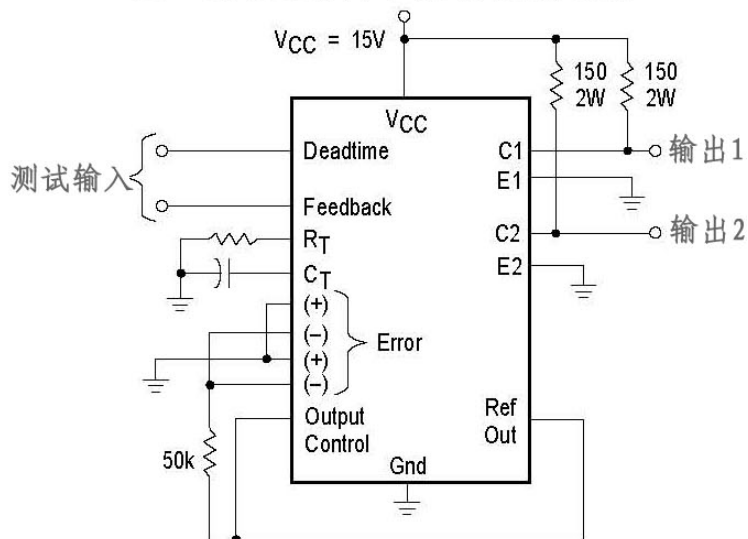 VCC = 15V
150
2W
150
2W
VCC
测试输入
Deadtime
Feedback
RT
CT
(+)
(–)
(+)
(–)
Error
Output
Control
50k
Gnd
C1
E1
C2
E2
Ref
Out
输出1
输出2